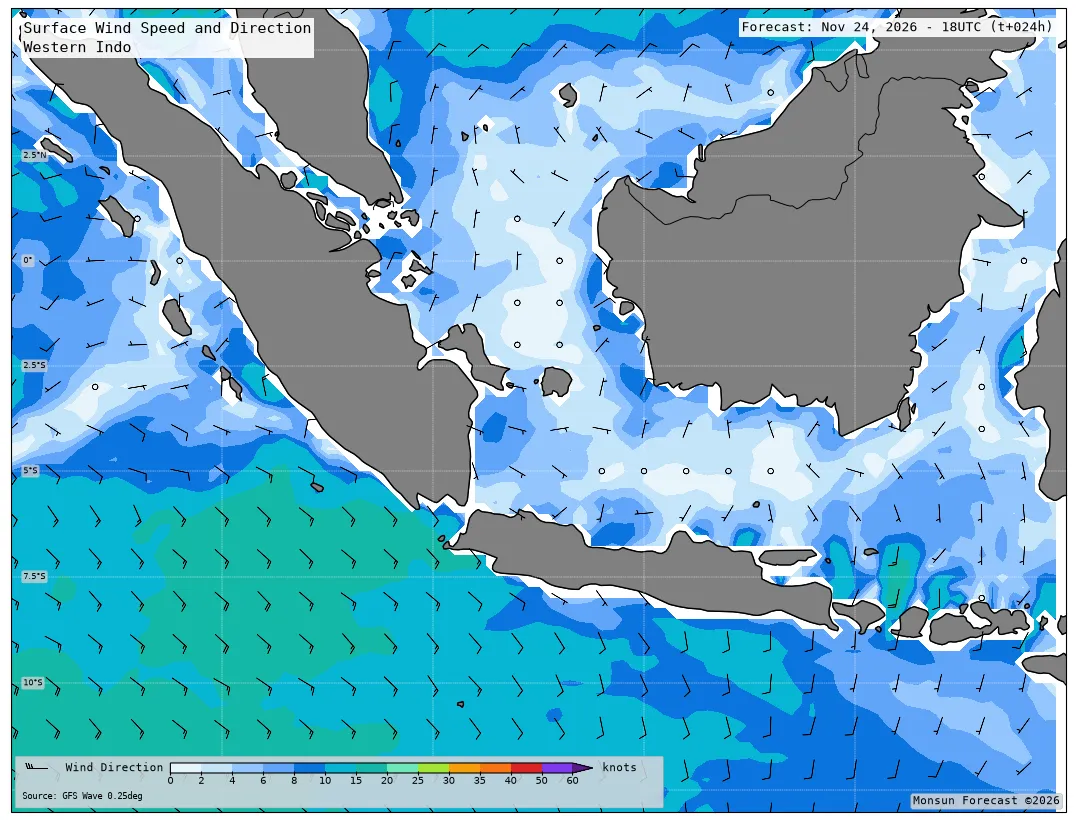 Surface Wind Speed and Direction
Western Indo
Forecast: Nov 24, 2026 - 18UTC (t+024h)
2.5°N
0°
2.5°S
5°S
7.5°S
10°S
Wind Direction
knots
0 2 4 6 8 10 15 20 25 30 35 40 50 60
Source: GFS Wave 0.25deg
Monsun Forecast ©2026